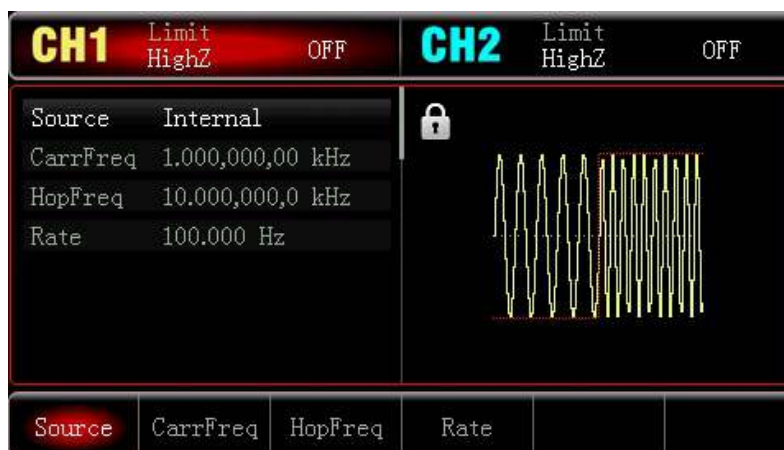 CH1 Limit HighZ OFF CH2 Limit HighZ OFF
Source Internal
CarrFreq 1.000,000,00 kHz
HopFreq 10.000,000,0 kHz
Rate 100.000 Hz
Source CarrFreq HopFreq Rate